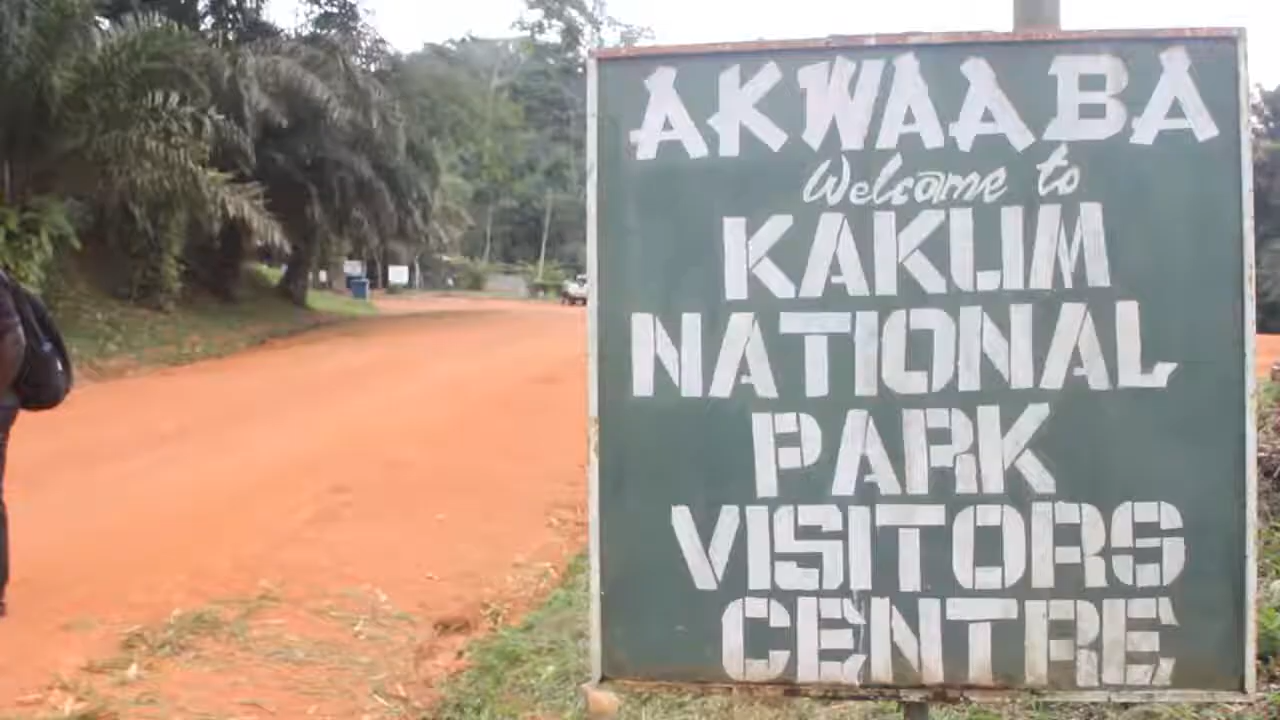 AKWAABA
Welcome to
KAKUM
NATIONAL
PARK
VISITORS
CENTRE